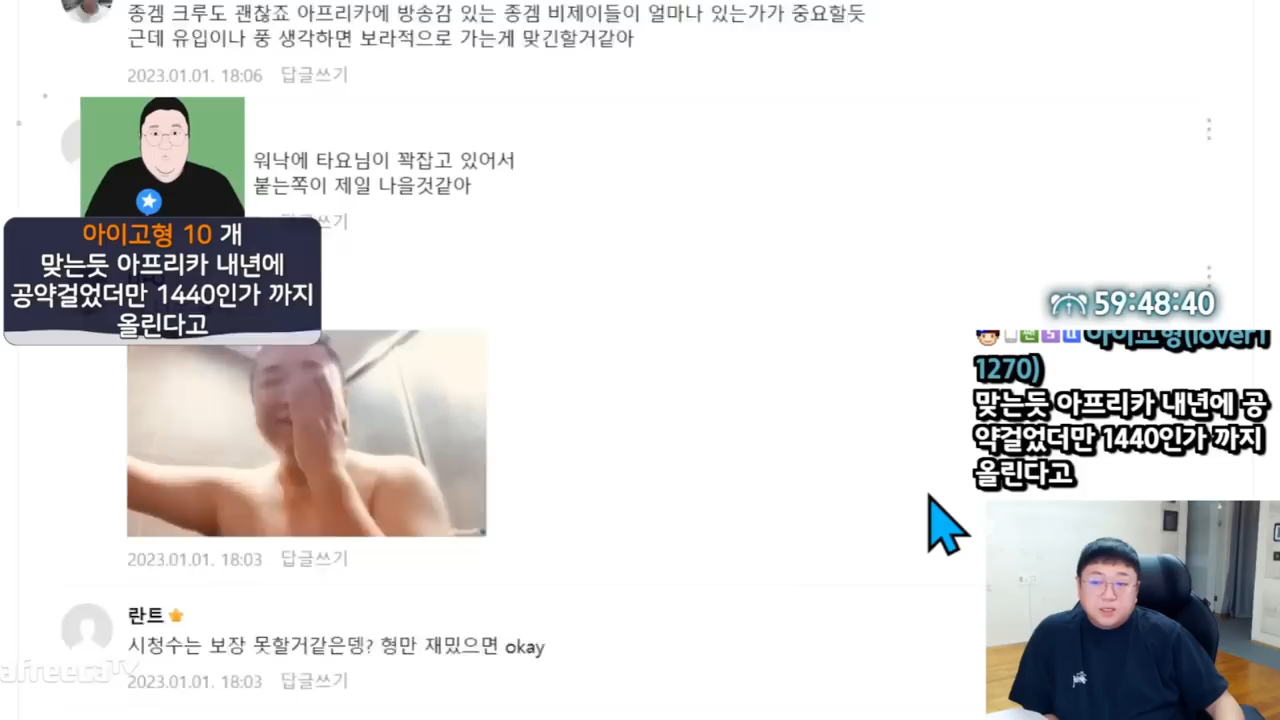 종겜 크루도 괜찮죠 아프리카에 방송감 있는 종겜 비제이들이 얼마나 있는가가 중요할듯
근데 유입이나 풍 생각하면 보라적으로 가는게 맞긴할거같아
2023.01.01. 18:06 답글쓰기
워낙에 타요님이 꽉잡고 있어서
붙는쪽이 제일 나을것같아
쓰기
아이고형 10 개
맞는듯 아프리카 내년에
공약걸었더만 1440인가 까지
올린다고
59:48:40
아이고형(lover1
1270)
맞는듯 아프리카 내년에 공
약걸었더만 1440인가 까지
올린다고
2023.01.01. 18:03 답글쓰기
란트
시청수는 보장 못할거같은뎅? 형만 재밌으면 okay
afreecaTV
2023.01.01. 18:03 답글쓰기